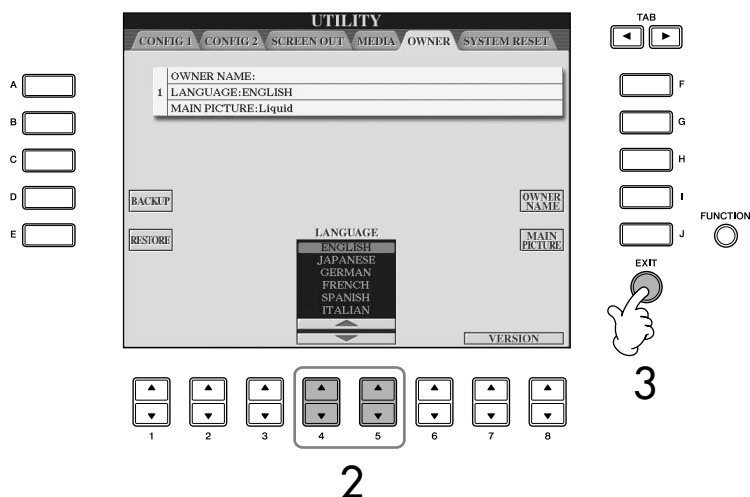 UTILITY
TAB
CONFIG 1 CONFIG 2 SCREEN OUT MEDIA OWNER SYSTEM RESET
OWNER NAME:
1 LANGUAGE:ENGLISH
MAIN PICTURE:Liquid
A
B
C
D
E
F
G
H
I
J
BACKUP
OWNER
NAME
RESTORE
MAIN
PICTURE
FUNCTION
LANGUAGE
ENGLISH
JAPANESE
GERMAN
FRENCH
SPANISH
ITALIAN
EXIT
VERSION
3
1 2 3 4 5 6 7 8
2